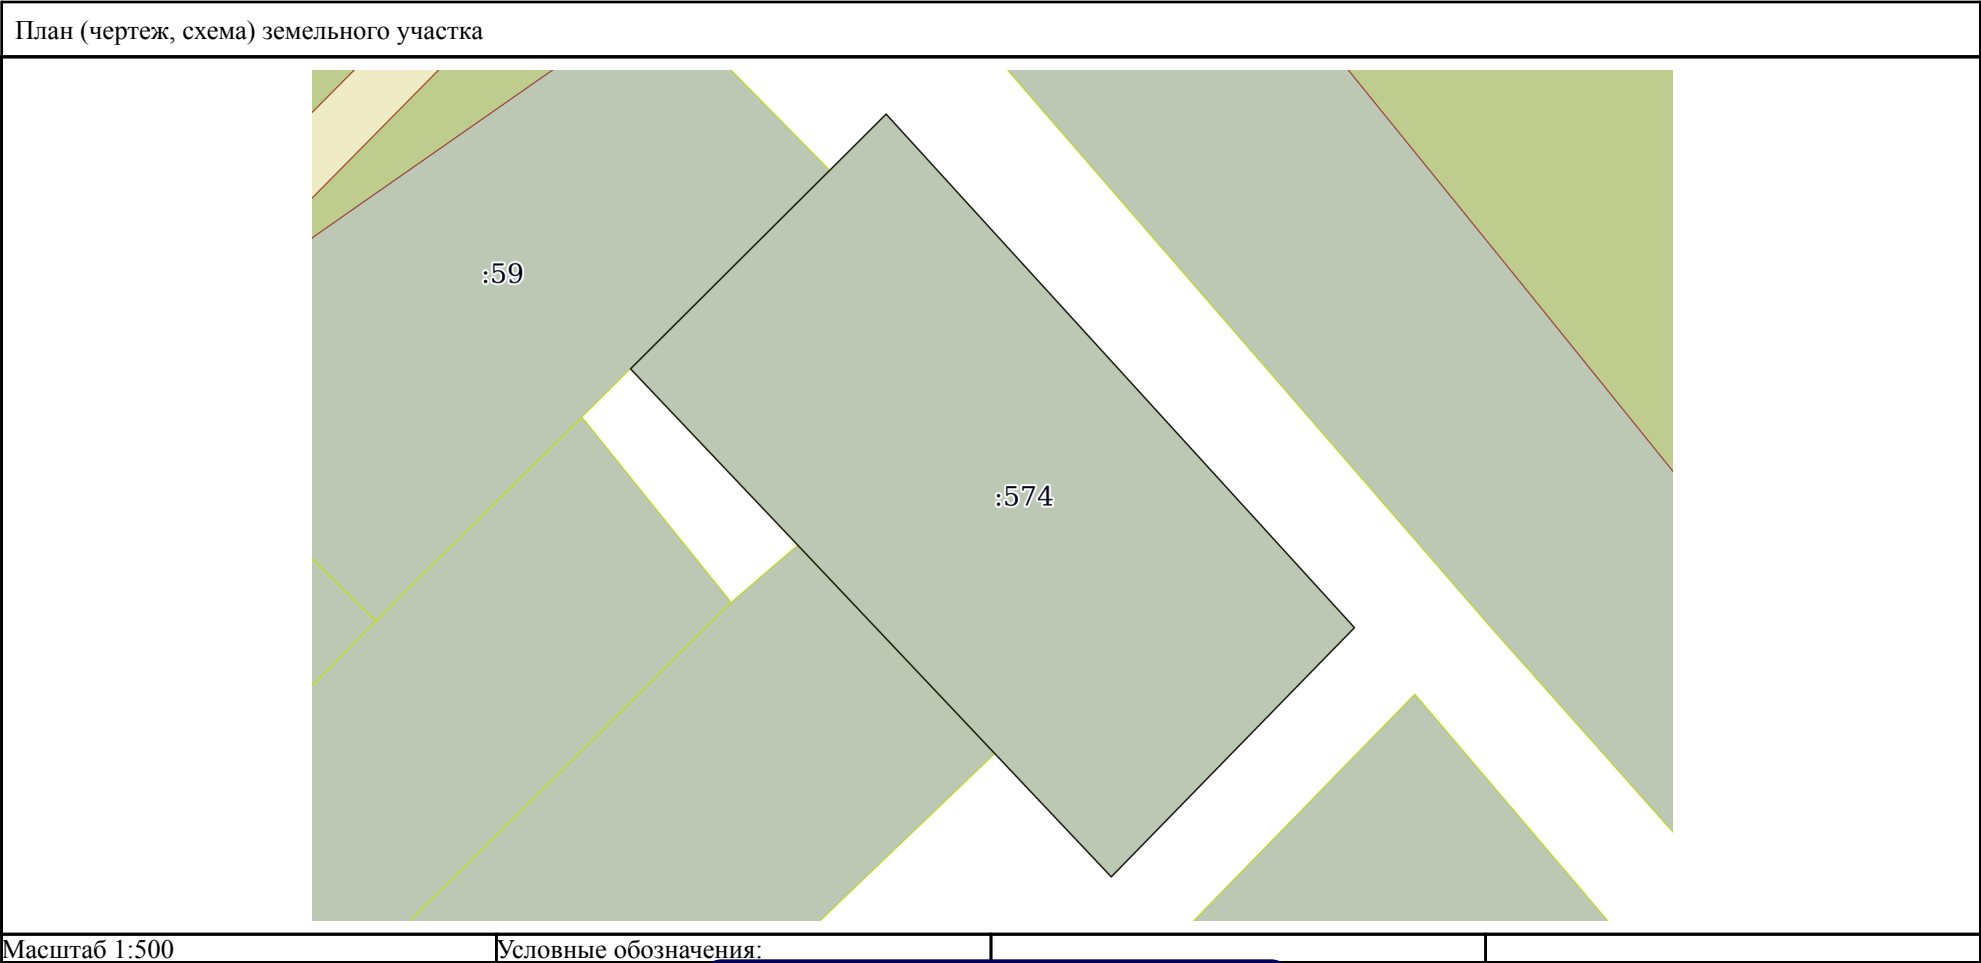 План (чертеж, схема) земельного участка
:59
:574
Масштаб 1:500
Условные обозначения: